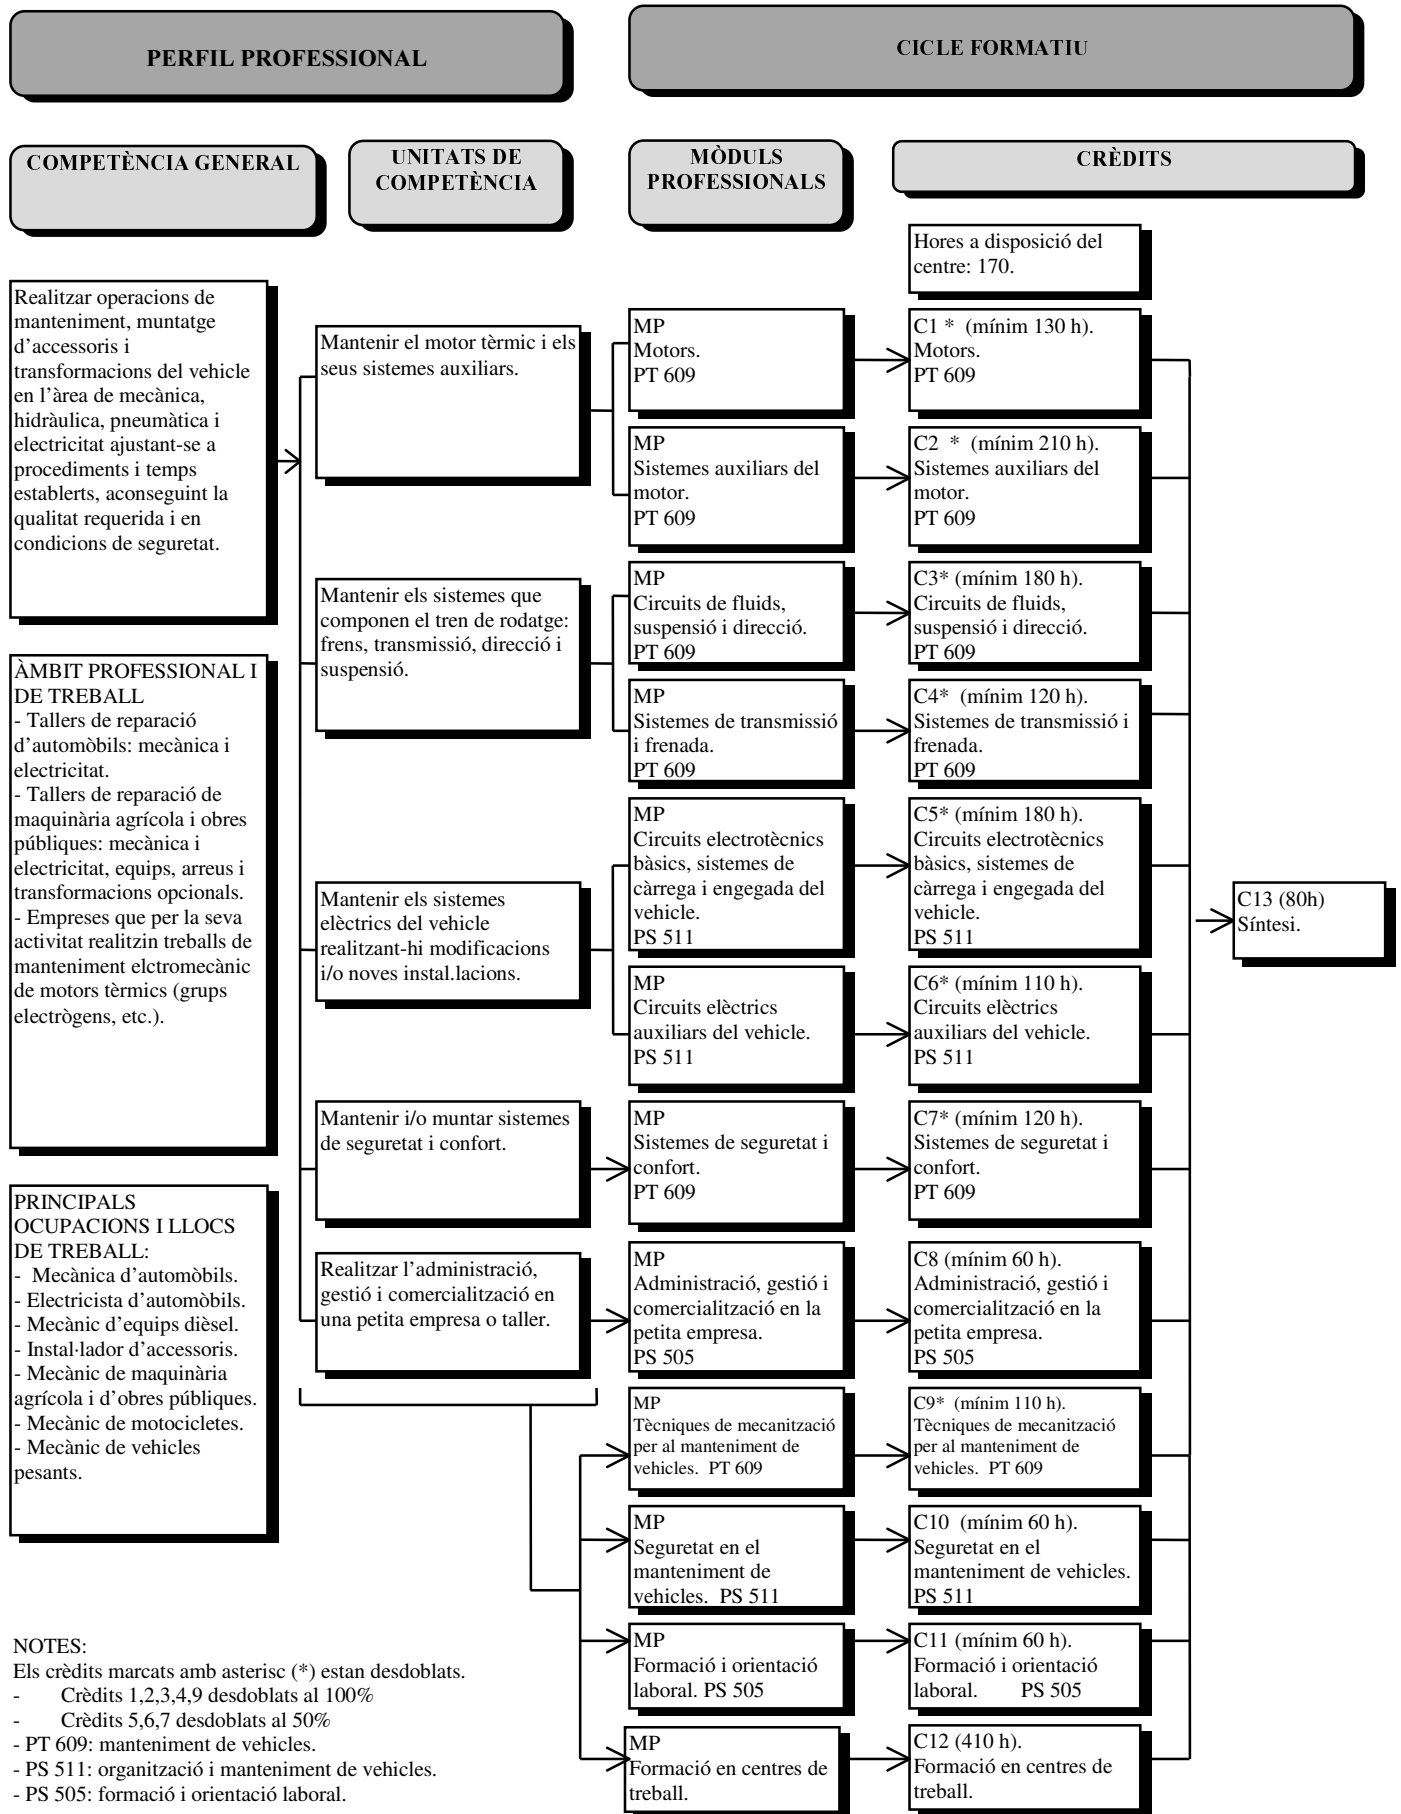 PERFIL PROFESSIONAL
CICLE FORMATIU
COMPETÈNCIA GENERAL
UNITATS DE
COMPETÈNCIA
MÒDULS
PROFESSIONALS
CRÈDITS
Realitzar operacions de
manteniment, muntatge
d’accessoris i
transformacions del vehicle
en l’àrea de mecànica,
hidràulica, pneumàtica i
electricitat ajustant-se a
procediments i temps
establerts, aconseguint la
qualitat requerida i en
condicions de seguretat.
ÀMBIT PROFESSIONAL I
DE TREBALL
- Tallers de reparació
d’automòbils: mecànica i
electricitat.
- Tallers de reparació de
maquinària agrícola i obres
públiques: mecànica i
electricitat, equips, arreus i
transformacions opcionals.
- Empreses que per la seva
activitat realitzin treballs de
manteniment elctromecànic
de motors tèrmics (grups
electrògens, etc.).
PRINCIPALS
OCUPACIONS I LLOCS
DE TREBALL:
- Mecànica d’automòbils.
- Electricista d’automòbils.
- Mecànic d’equips dièsel.
- Instal·lador d’accessoris.
- Mecànic de maquinària
agrícola i d’obres públiques.
- Mecànic de motocicletes.
- Mecànic de vehicles
pesants.
Mantenir el motor tèrmic i els
seus sistemes auxiliars.
Mantenir els sistemes que
componen el tren de rodatge:
frens, transmissió, direcció i
suspensió.
Mantenir els sistemes
elèctrics del vehicle
realitzant-hi modificacions
i/o noves instal.lacions.
Mantenir i/o muntar sistemes
de seguretat i confort.
Realitzar l’administració,
gestió i comercialització en
una petita empresa o taller.
MP
Motors.
PT 609
MP
Sistemes auxiliars del
motor.
PT 609
MP
Circuits de fluids,
suspensió i direcció.
PT 609
MP
Sistemes de transmissió
i frenada.
PT 609
MP
Circuits electrotècnics
bàsics, sistemes de
càrrega i engegada del
vehicle.
PS 511
MP
Circuits elèctrics
auxiliars del vehicle.
PS 511
MP
Sistemes de seguretat i
confort.
PT 609
MP
Administració, gestió i
comercialització en la
petita empresa.
PS 505
MP
Tècniques de mecanització
per al manteniment de
vehicles. PT 609
MP
Seguretat en el
manteniment de
vehicles. PS 511
MP
Formació i orientació
laboral. PS 505
MP
Formació en centres de
treball.
Hores a disposició del
centre: 170.
C1 * (mínim 130 h).
Motors.
PT 609
C2 * (mínim 210 h).
Sistemes auxiliars del
motor.
PT 609
C3* (mínim 180 h).
Circuits de fluids,
suspensió i direcció.
PT 609
C4* (mínim 120 h).
Sistemes de transmissió i
frenada.
PT 609
C5* (mínim 180 h).
Circuits electrotècnics
bàsics, sistemes de
càrrega i engegada del
vehicle.
PS 511
C6* (mínim 110 h).
Circuits elèctrics
auxiliars del vehicle.
PS 511
C7* (mínim 120 h).
Sistemes de seguretat i
confort.
PT 609
C8 (mínim 60 h).
Administració, gestió i
comercialització en la
petita empresa.
PS 505
C9* (mínim 110 h).
Tècniques de mecanització
per al manteniment de
vehicles. PT 609
C10 (mínim 60 h).
Seguretat en el
manteniment de vehicles.
PS 511
C11 (mínim 60 h).
Formació i orientació
laboral. PS 505
C12 (410 h).
Formació en centres de
treball.
C13 (80h)
Síntesi.
NOTES:
Els crèdits marcats amb asterisc (*) estan desdoblats.
- Crèdits 1,2,3,4,9 desdoblats al 100%
- Crèdits 5,6,7 desdoblats al 50%
- PT 609: manteniment de vehicles.
- PS 511: organització i manteniment de vehicles.
- PS 505: formació i orientació laboral.